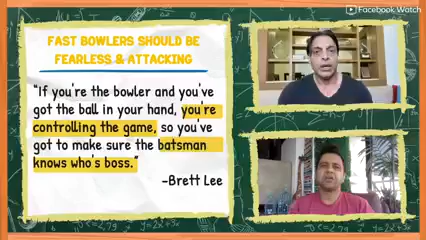 Facebook Watch
FAST BOWLERS SHOULD BE
FEARLESS & ATTACKING
"If you're the bowler and you've
got the ball in your hand, you're
controlling the game, so you've
got to make sure the batsman
knows who's boss."
-Brett Lee